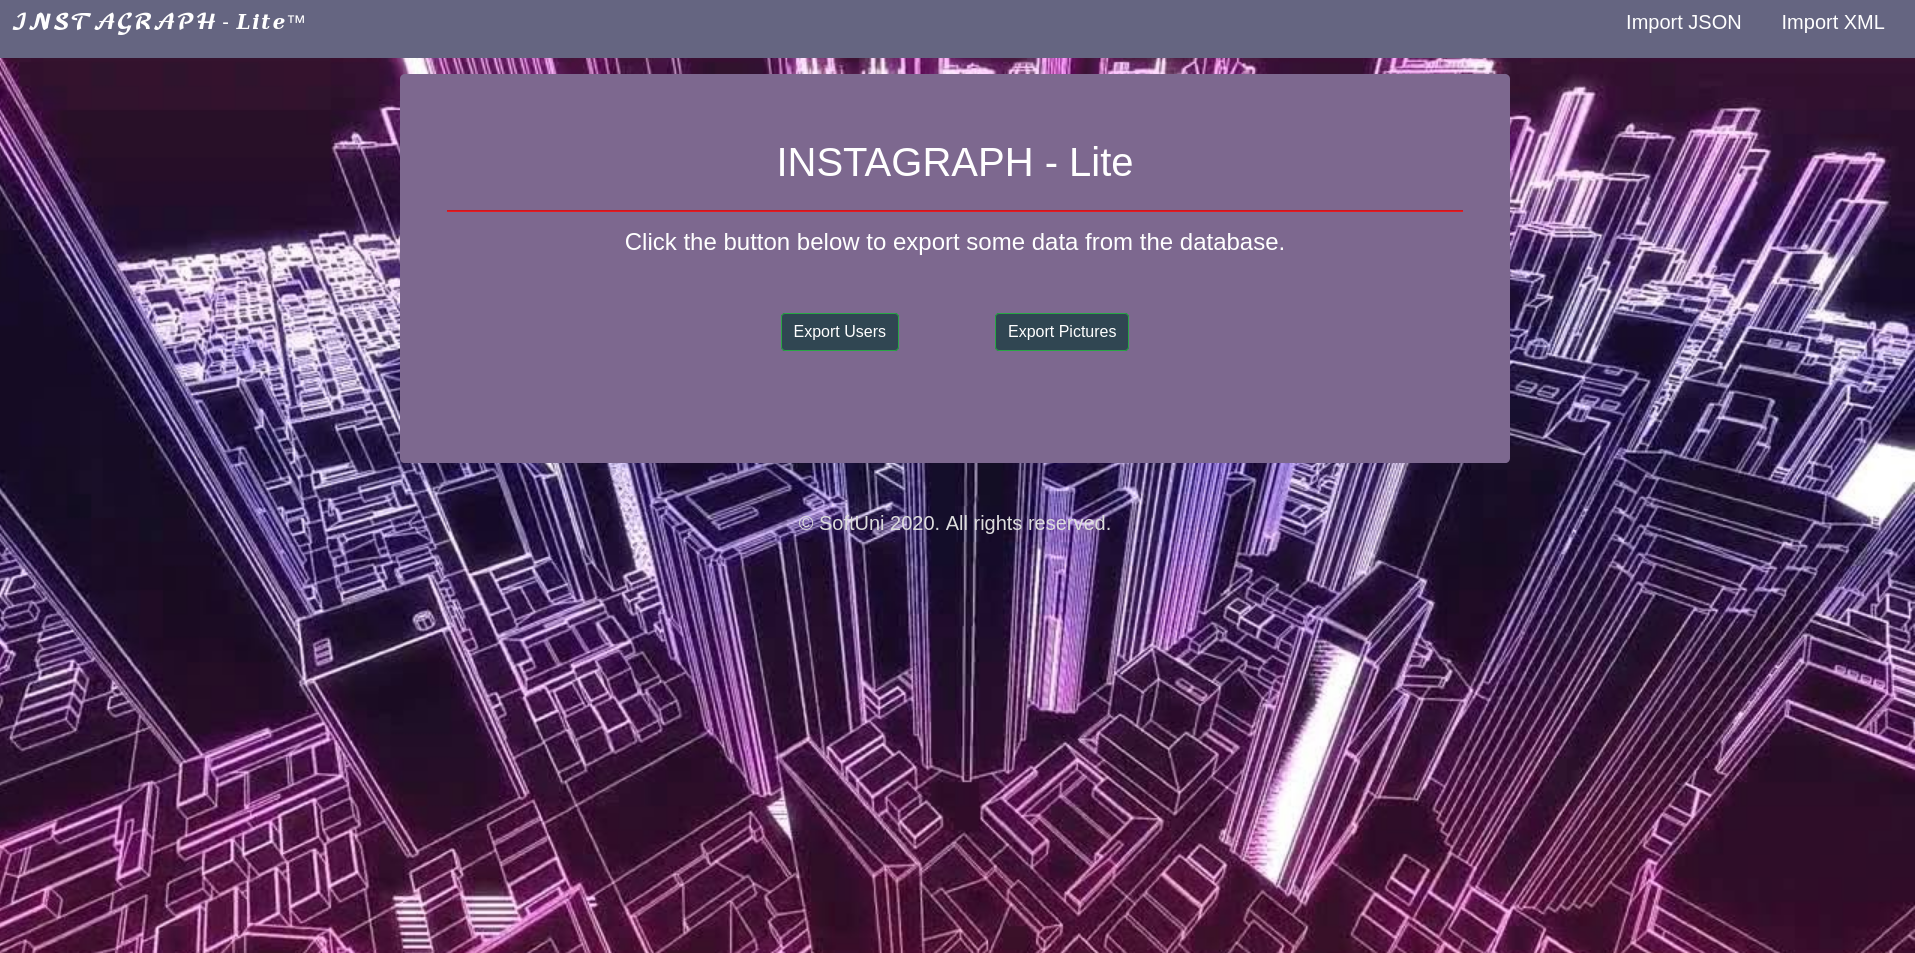 INSTAGRAPH - Lite™
Import JSON
Import XML
INSTAGRAPH - Lite
Click the button below to export some data from the database.
Export Users
Export Pictures
© SoftUni 2020. All rights reserved.